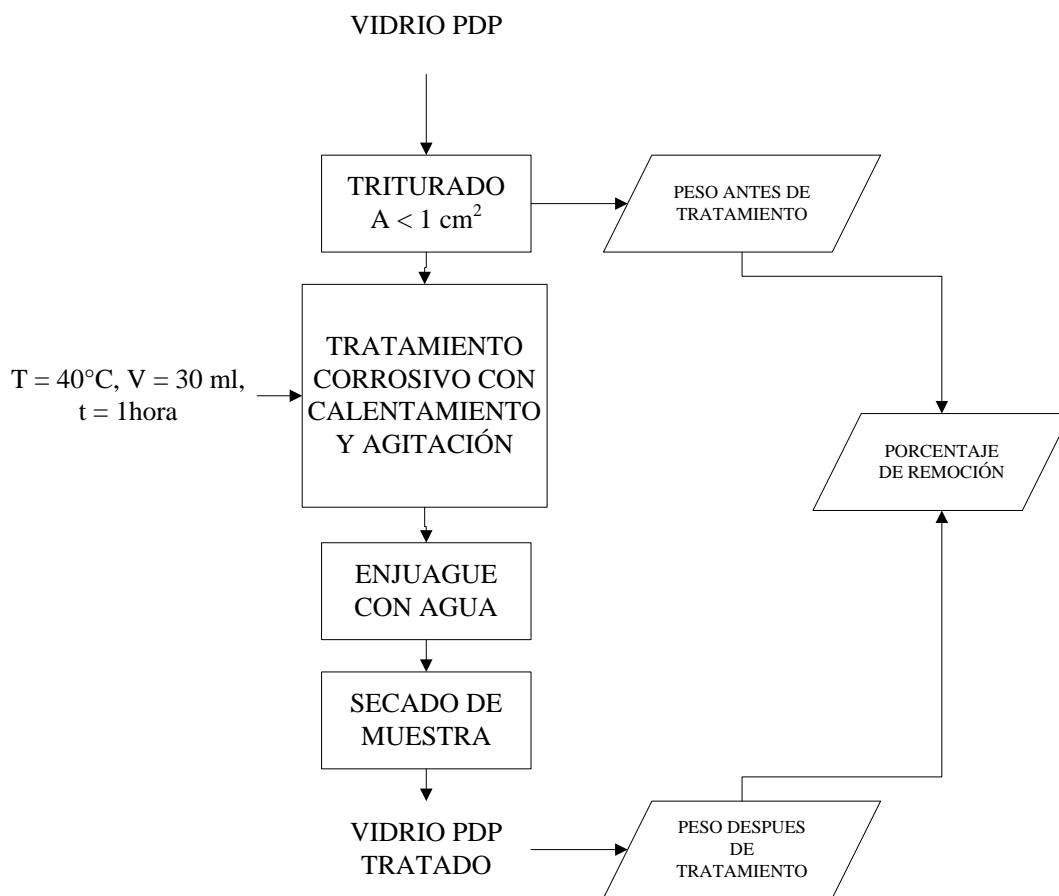 VIDRIO PDP
TRITURADO
A < 1 cm²
PESO ANTES DE
TRATAMIENTO
TRATAMIENTO
CORROSIVO CON
CALENTAMIENTO
Y AGITACIÓN
T = 40°C, V = 30 ml,
t = 1hora
PORCENTAJE
DE REMOCIÓN
ENJUAGUE
CON AGUA
SECADO DE
MUESTRA
VIDRIO PDP
TRATADO
PESO DESPUES
DE
TRATAMIENTO